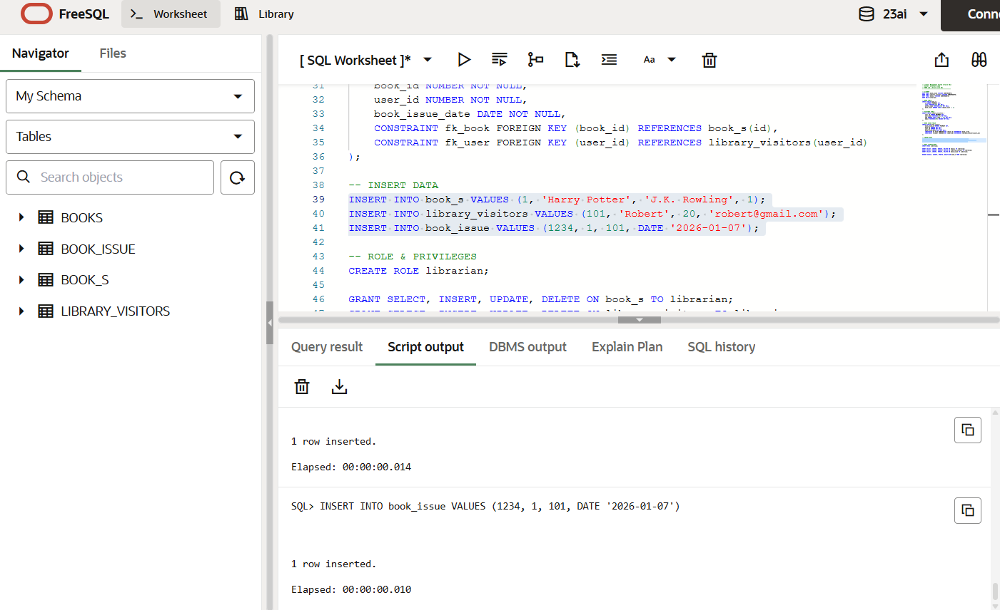 FreeSQL
Worksheet
Library
23ai
Conn
Navigator
Files
My Schema
Tables
Search objects
BOOKS
BOOK_ISSUE
BOOK_S
LIBRARY_VISITORS
[ SQL Worksheet ]*
Aa
31 book_id NUMBER NOT NULL,
32 user_id NUMBER NOT NULL,
33 book_issue_date DATE NOT NULL,
34 CONSTRAINT fk_book FOREIGN KEY (book_id) REFERENCES book_s(id),
35 CONSTRAINT fk_user FOREIGN KEY (user_id) REFERENCES library_visitors(user_id)
36 );
37
38 -- INSERT DATA
39 INSERT INTO book_s VALUES (1, 'Harry Potter', 'J.K. Rowling', 1);
40 INSERT INTO library_visitors VALUES (101, 'Robert', 20, 'robert@gmail.com');
41 INSERT INTO book_issue VALUES (1234, 1, 101, DATE '2026-01-07');
42
43 -- ROLE & PRIVILEGES
44 CREATE ROLE librarian;
45
46 GRANT SELECT, INSERT, UPDATE, DELETE ON book_s TO librarian;
Query result
Script output
DBMS output
Explain Plan
SQL history
1 row inserted.
Elapsed: 00:00:00.014
SQL> INSERT INTO book_issue VALUES (1234, 1, 101, DATE '2026-01-07')
1 row inserted.
Elapsed: 00:00:00.010